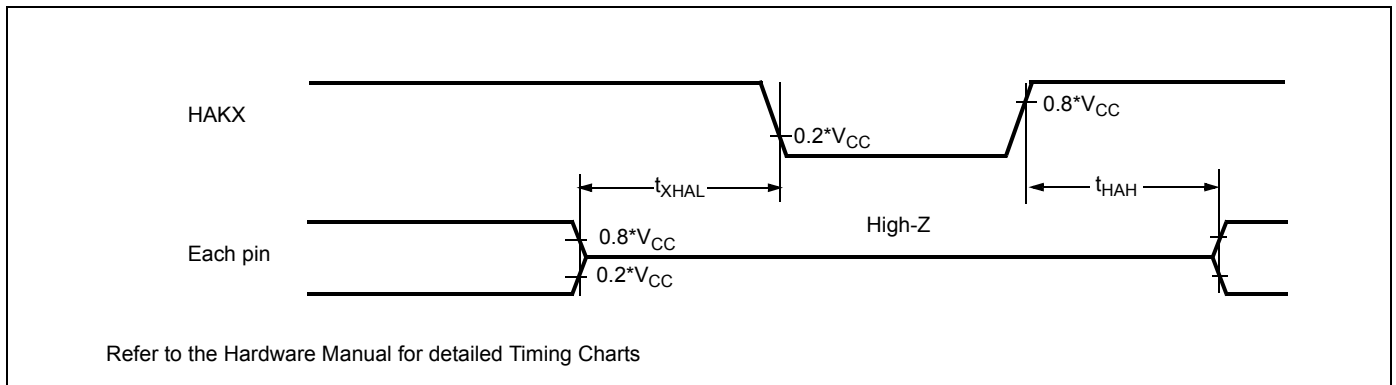 HAKX
0.8*VCC
0.2*VCC
tXHAL
tHAH
High-Z
Each pin
0.8*VCC
0.2*VCC
Refer to the Hardware Manual for detailed Timing Charts